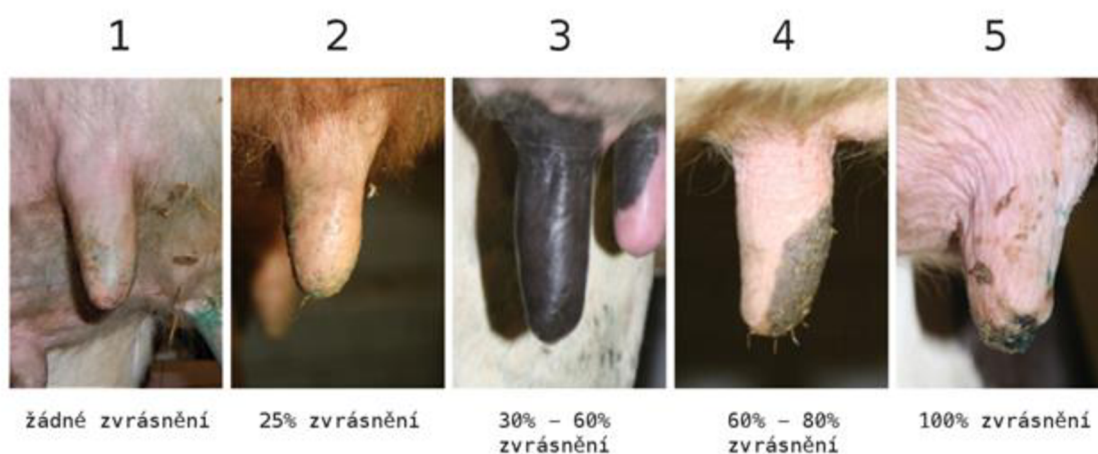 1 2 3 4 5
žádné zvrásnění 25% zvrásnění 30% – 60% 60% – 80% 100% zvrásnění
zvrásnění zvrásnění